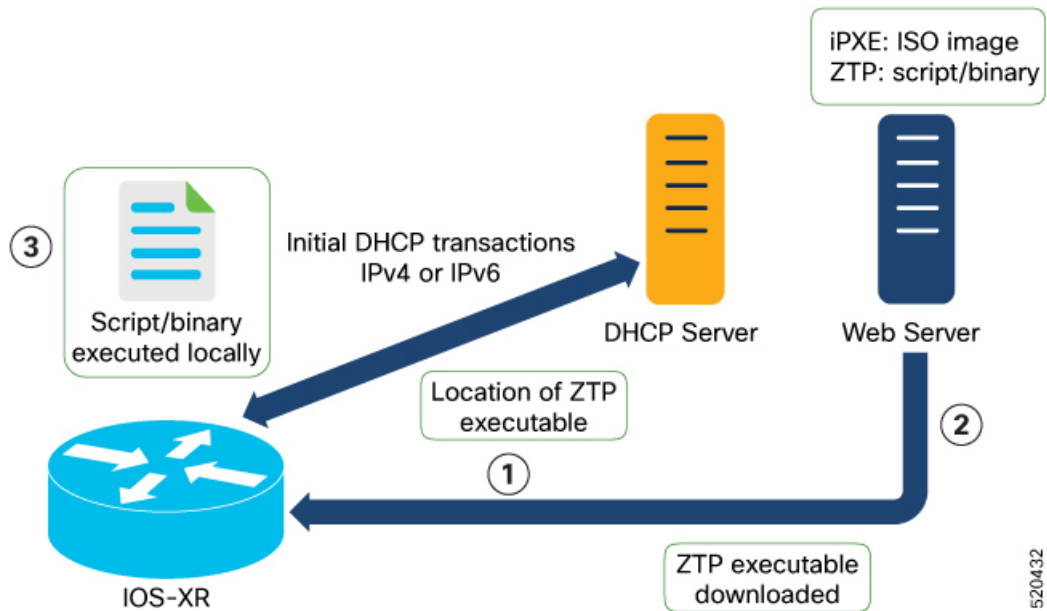 iPXE: ISO image
ZTP: script/binary
3
Script/binary
executed locally
Initial DHCP transactions
IPv4 or IPv6
DHCP Server
Web Server
Location of ZTP
executable
1
2
ZTP executable
downloaded
IOS-XR
520432